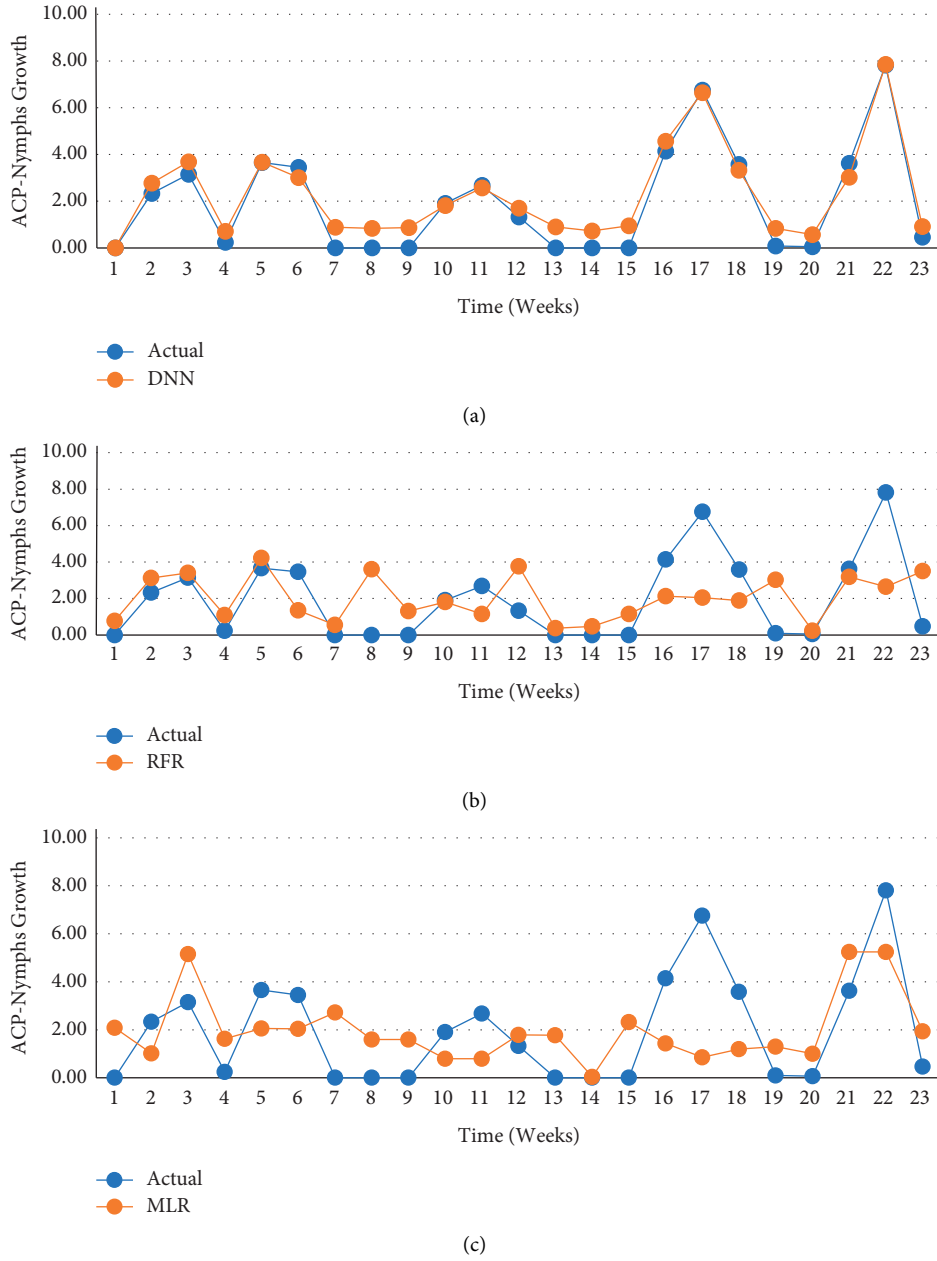 10.00
8.00
6.00
4.00
2.00
0.00
ACP-Nymphs Growth
1 2 3 4 5 6 7 8 9 10 11 12 13 14 15 16 17 18 19 20 21 22 23
Time (Weeks)
Actual
DNN
(a)
10.00
8.00
6.00
4.00
2.00
0.00
ACP-Nymphs Growth
1 2 3 4 5 6 7 8 9 10 11 12 13 14 15 16 17 18 19 20 21 22 23
Time (Weeks)
Actual
RFR
(b)
10.00
8.00
6.00
4.00
2.00
0.00
ACP-Nymphs Growth
1 2 3 4 5 6 7 8 9 10 11 12 13 14 15 16 17 18 19 20 21 22 23
Time (Weeks)
Actual
MLR
(c)